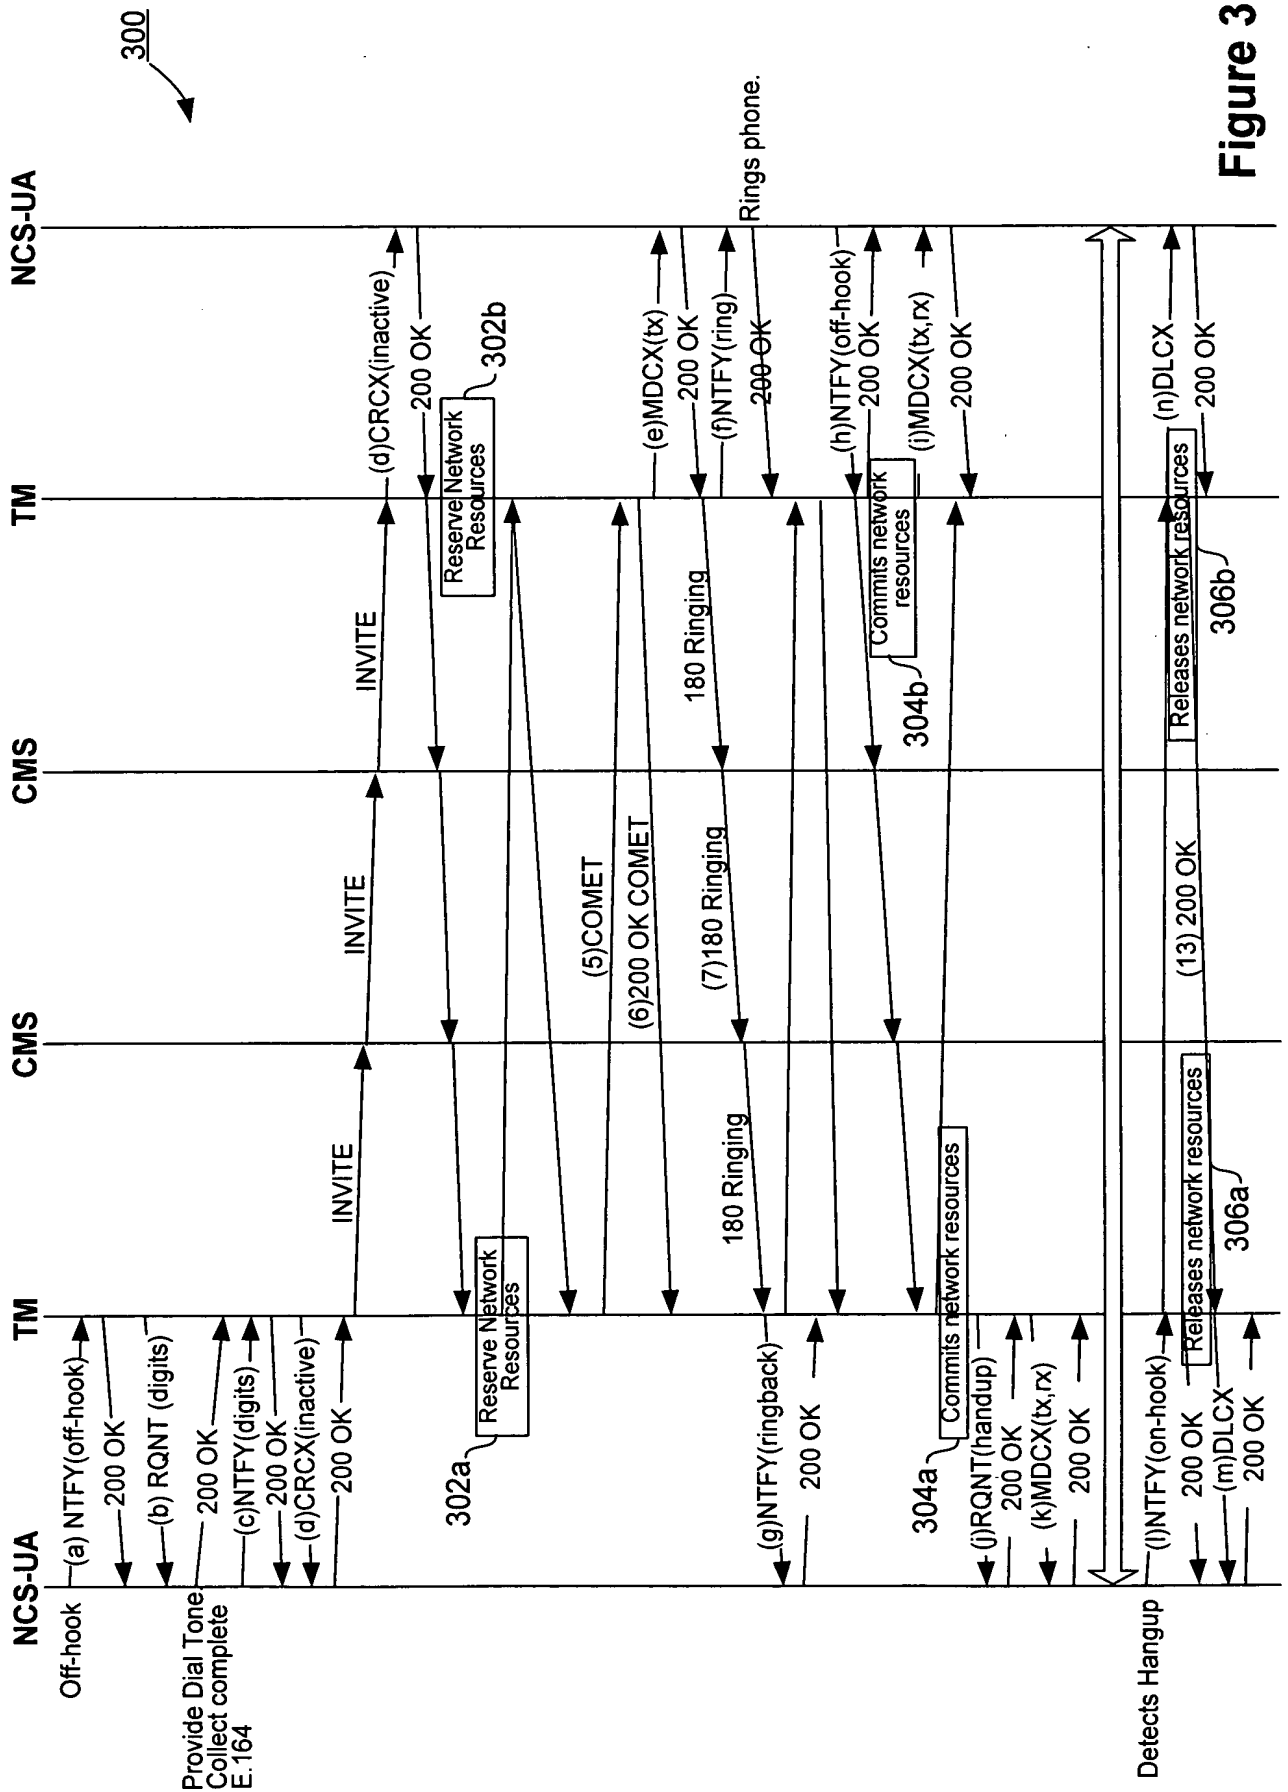 300
NCS-UA
TM
CMS
CMS
TM
NCS-UA
Off-hook
(a) NTFY(off-hook)
200 OK
(b) RQNT (digits)
Provide Dial Tone
Collect complete
E.164
200 OK
(c)NTFY(digits)
200 OK
(d)CRCX(inactive)
200 OK
INVITE
INVITE
INVITE
(d)CRCX(inactive)
200 OK
Reserve Network
Resources
302b
Reserve Network
Resources
302a
(5)COMET
(6)200 OK COMET
(e)MDCX(tx)
200 OK
(f)NTFY(ring)
200 OK
Rings phone.
180 Ringing
(7)180 Ringing
180 Ringing
(g)NTFY(ringback)
200 OK
(h)NTFY(off-hook)
200 OK
Commits network
resources
304b
(i)MDCX(tx,rx)
200 OK
Commits network resources
304a
(j)RQNT(handup)
200 OK
(k)MDCX(tx,rx)
200 OK
Detects Hangup
(l)NTFY(on-hook)
200 OK
(m)DLCX
200 OK
Releases network resources
306a
(13) 200 OK
Releases network resources
306b
(n)DLCX
200 OK
Figure 3